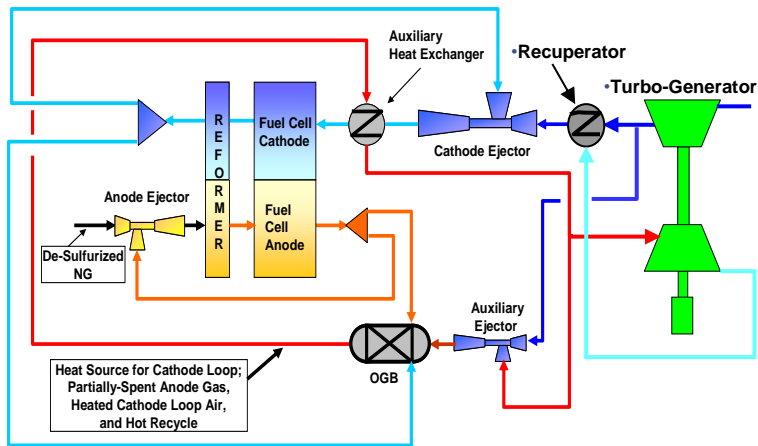 Auxiliary
Heat Exchanger
•Recuperator
•Turbo-Generator
REFORMER
Fuel Cell
Cathode
Cathode Ejector
Anode Ejector
Fuel
Cell
Anode
De-Sulfurized
NG
Auxiliary
Ejector
OGB
Heat Source for Cathode Loop;
Partially-Spent Anode Gas,
Heated Cathode Loop Air,
and Hot Recycle